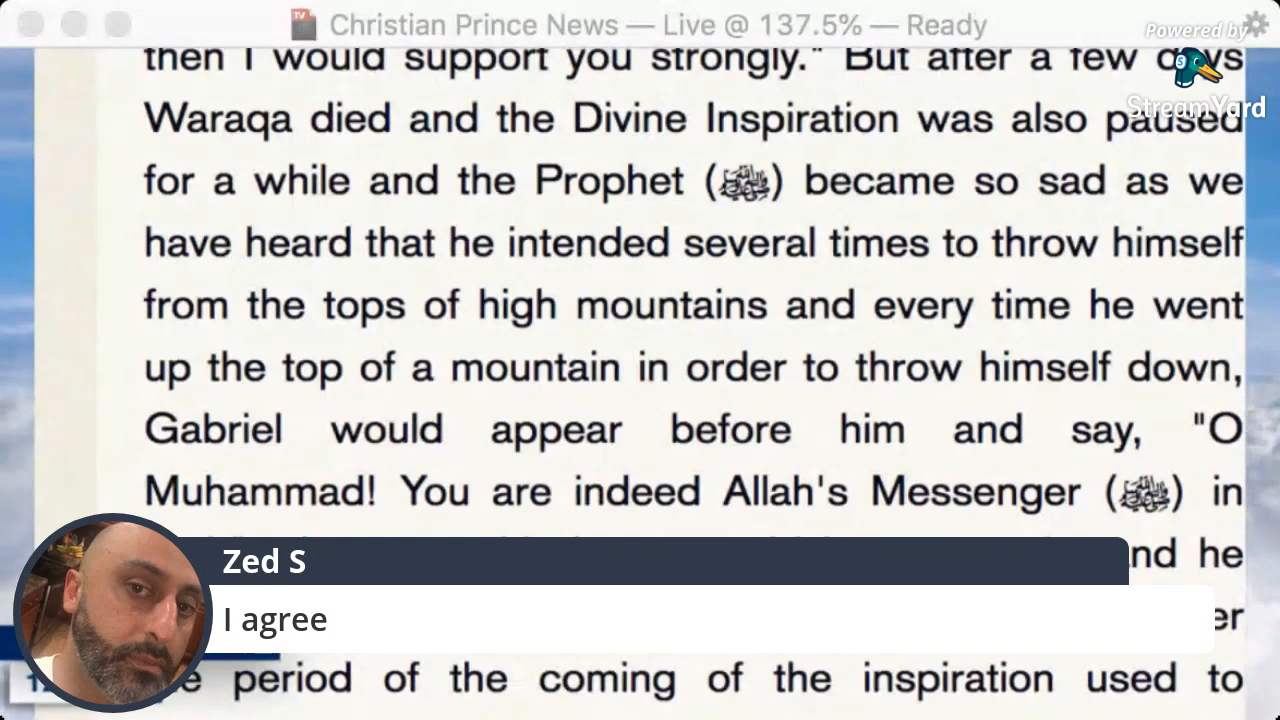 Christian Prince News — Live @ 137.5% — Ready
Powered by
StreamYard
then I would support you strongly." But after a few days
Waraqa died and the Divine Inspiration was also paused
for a while and the Prophet (ﷺ) became so sad as we
have heard that he intended several times to throw himself
from the tops of high mountains and every time he went
up the top of a mountain in order to throw himself down,
Gabriel would appear before him and say, "O
Muhammad! You are indeed Allah's Messenger (ﷺ) in
and he
Zed S
I agree
period of the coming of the inspiration used to